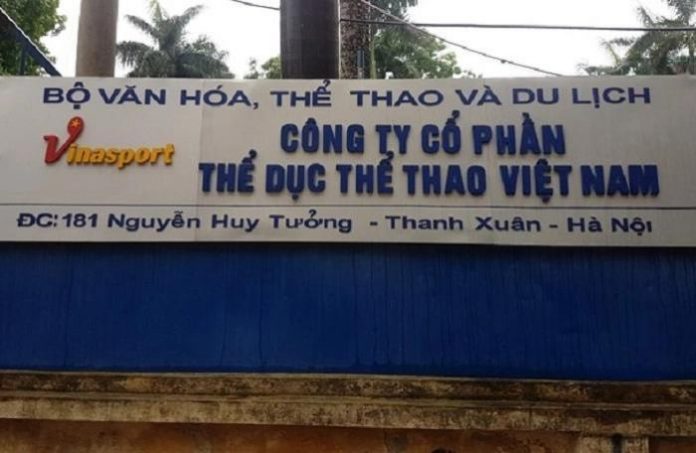 BỘ VĂN HÓA, THỂ THAO VÀ DU LỊCH
Vinasport
CÔNG TY CỔ PHẦN
THỂ DỤC THỂ THAO VIỆT NAM
ĐC: 181 Nguyễn Huy Tưởng - Thanh Xuân - Hà Nội